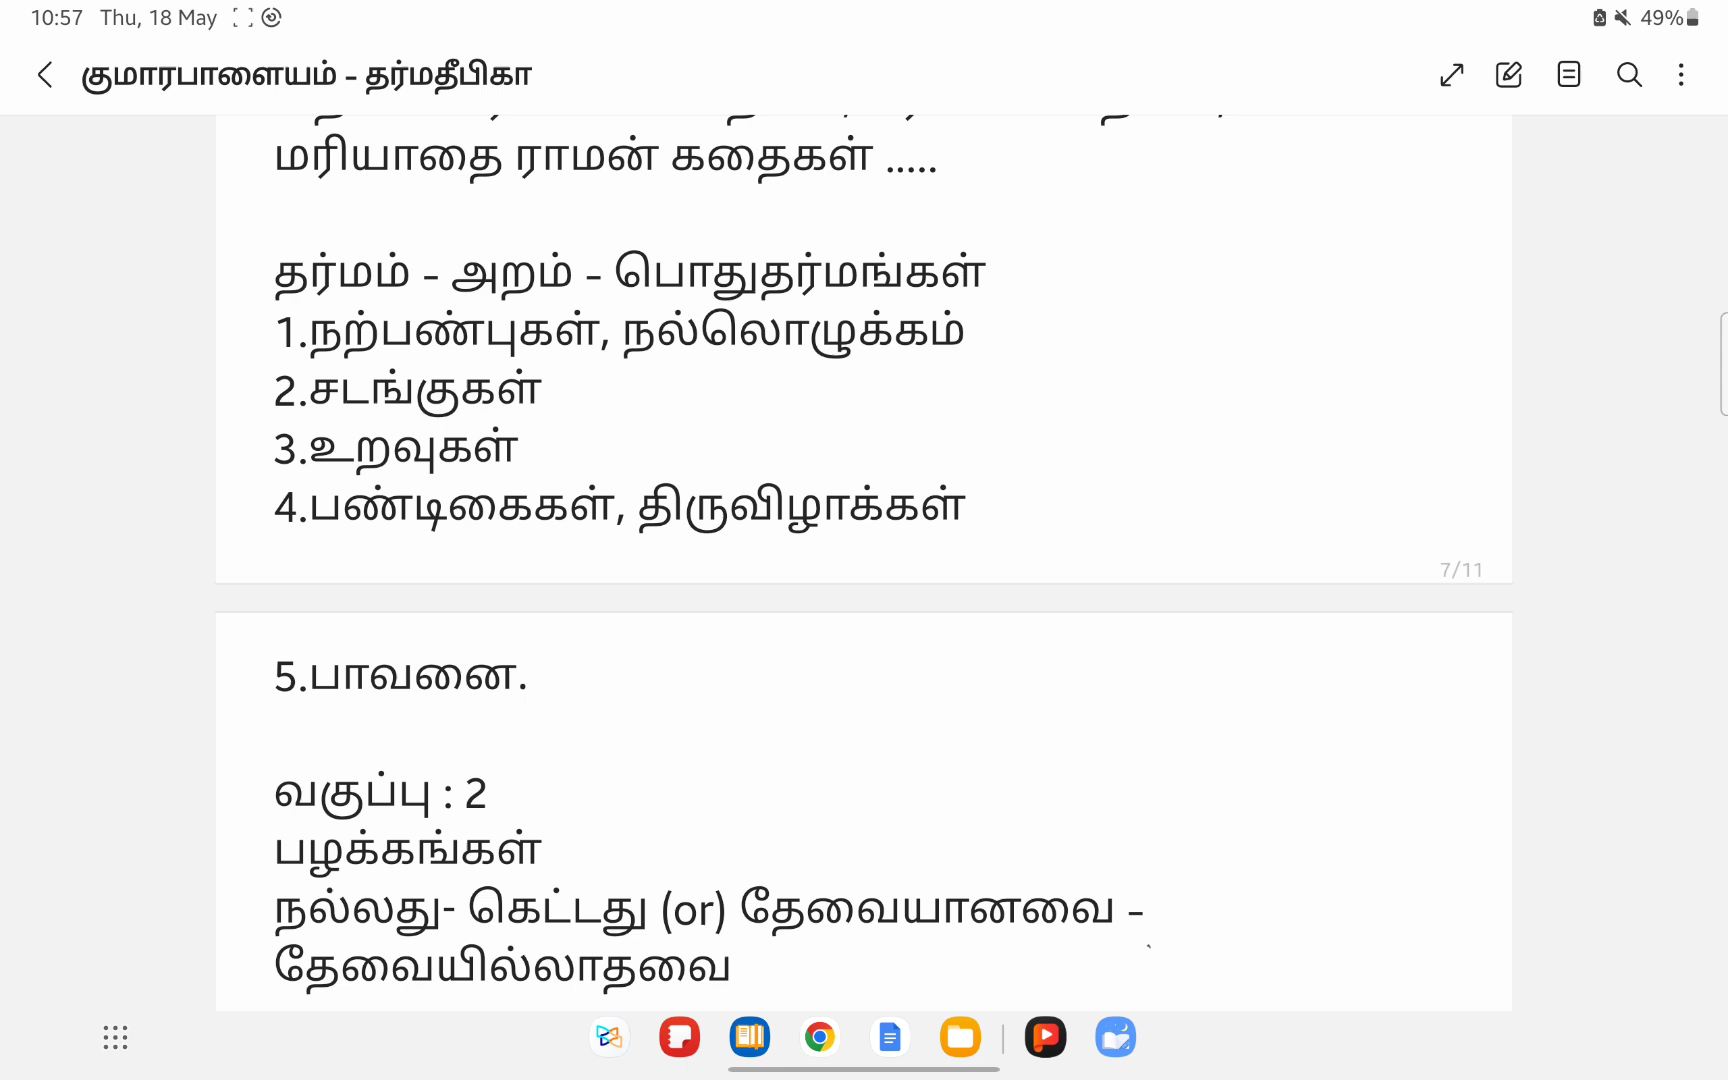 10:57 Thu, 18 May 49%
குமாரபாளையம் - தர்மதீபிகா
மரியாதை ராமன் கதைகள் .....
தர்மம் - அறம் - பொதுதர்மங்கள்
1.நற்பண்புகள், நல்லொழுக்கம்
2.சடங்குகள்
3.உறவுகள்
4.பண்டிகைகள், திருவிழாக்கள்
7/11
5.பாவனை.
வகுப்பு : 2
பழக்கங்கள்
நல்லது- கெட்டது (or) தேவையானவை -
தேவையில்லாதவை